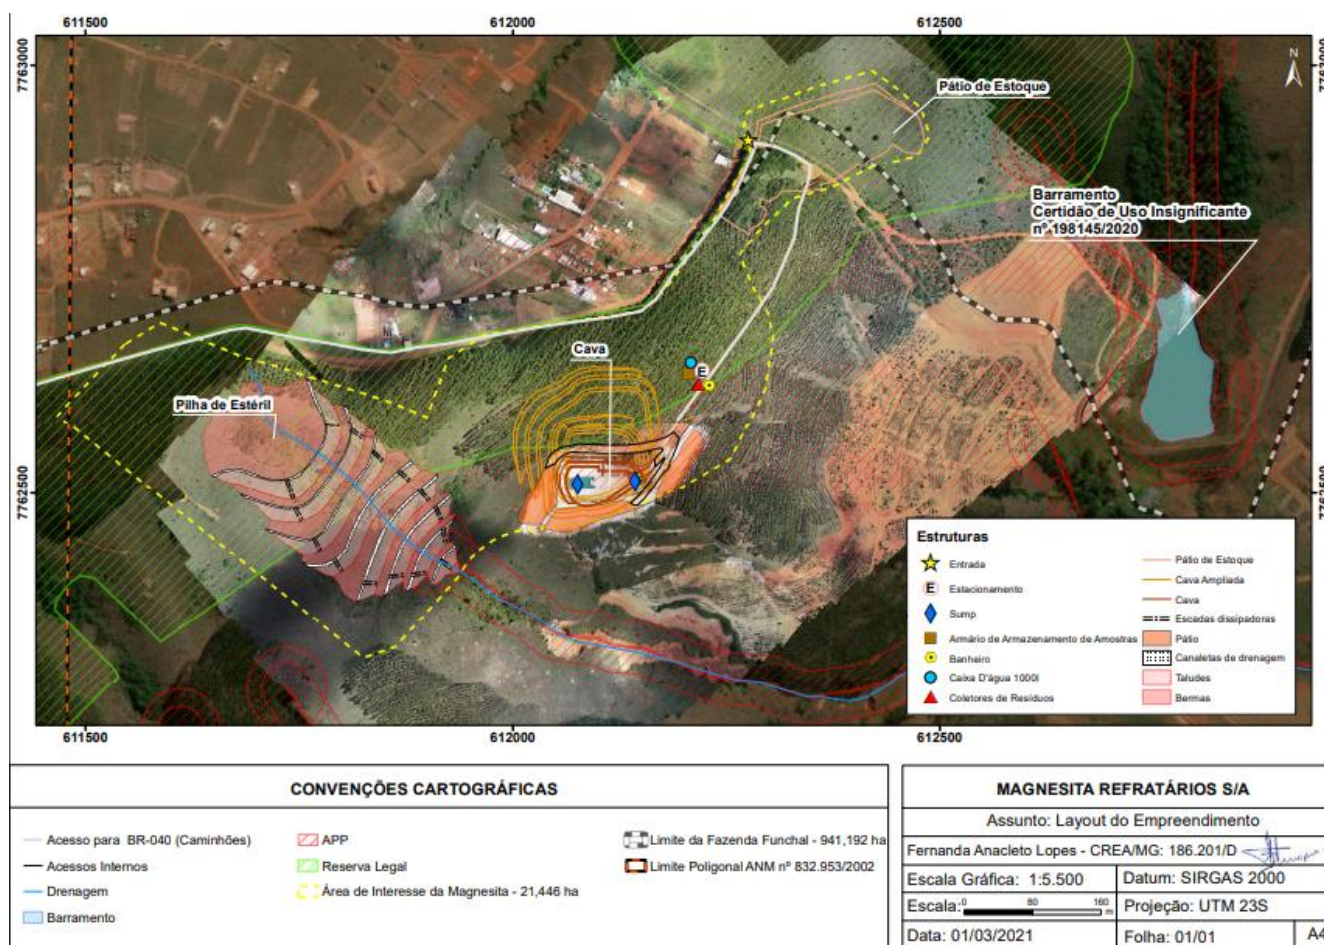 611500
612000
612500
7763000
7763000
N
Pátio de Estoque
Barramento
Certidão de Uso Insignificante
nº 198145/2020
Cava
E
Pilha de Estéril
7762500
7762500
Estruturas
Entrada
E Estacionamento
Sump
Armário de Armazenamento de Amostras
Banheiro
Caixa D'água 1000l
Coletores de Resíduos
Pátio de Estoque
Cava Ampliada
Cava
Escadas dissipadoras
Pátio
Canaletas de drenagem
Taludes
Bermas
611500
612000
612500
CONVENÇÕES CARTOGRÁFICAS
Acesso para BR-040 (Caminhões)
Acessos Internos
Drenagem
Barramento
APP
Reserva Legal
Área de Interesse da Magnesita - 21,446 ha
Limite da Fazenda Funchal - 941,192 ha
Limite Poligonal ANM nº 832.953/2002
MAGNESITA REFRATÁRIOS S/A
Assunto: Layout do Empreendimento
Fernanda Anacleto Lopes - CREA/MG: 186.201/D
Escala Gráfica: 1:5.500
Datum: SIRGAS 2000
Escala: 0 80 160 m
Projeção: UTM 23S
Data: 01/03/2021
Folha: 01/01
A4